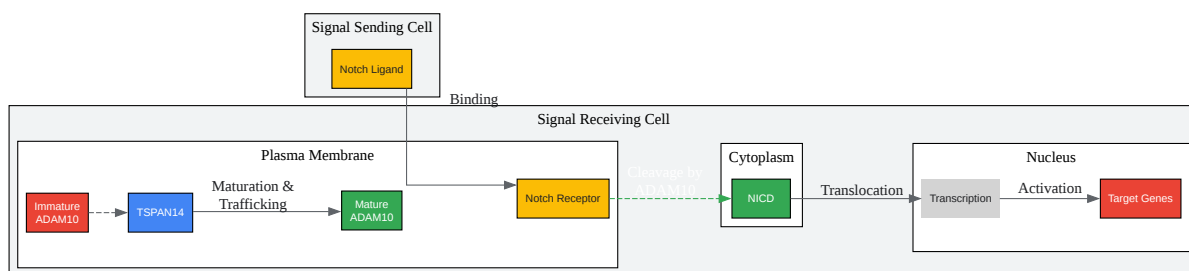 Signal Sending Cell
Notch Ligand
Binding
Signal Receiving Cell
Plasma Membrane
Immature
ADAM10
TSPAN14
Maturation &
Trafficking
Mature
ADAM10
Notch Receptor
Cleavage by
ADAM10
Cytoplasm
NICD
Translocation
Nucleus
Transcription
Activation
Target Genes